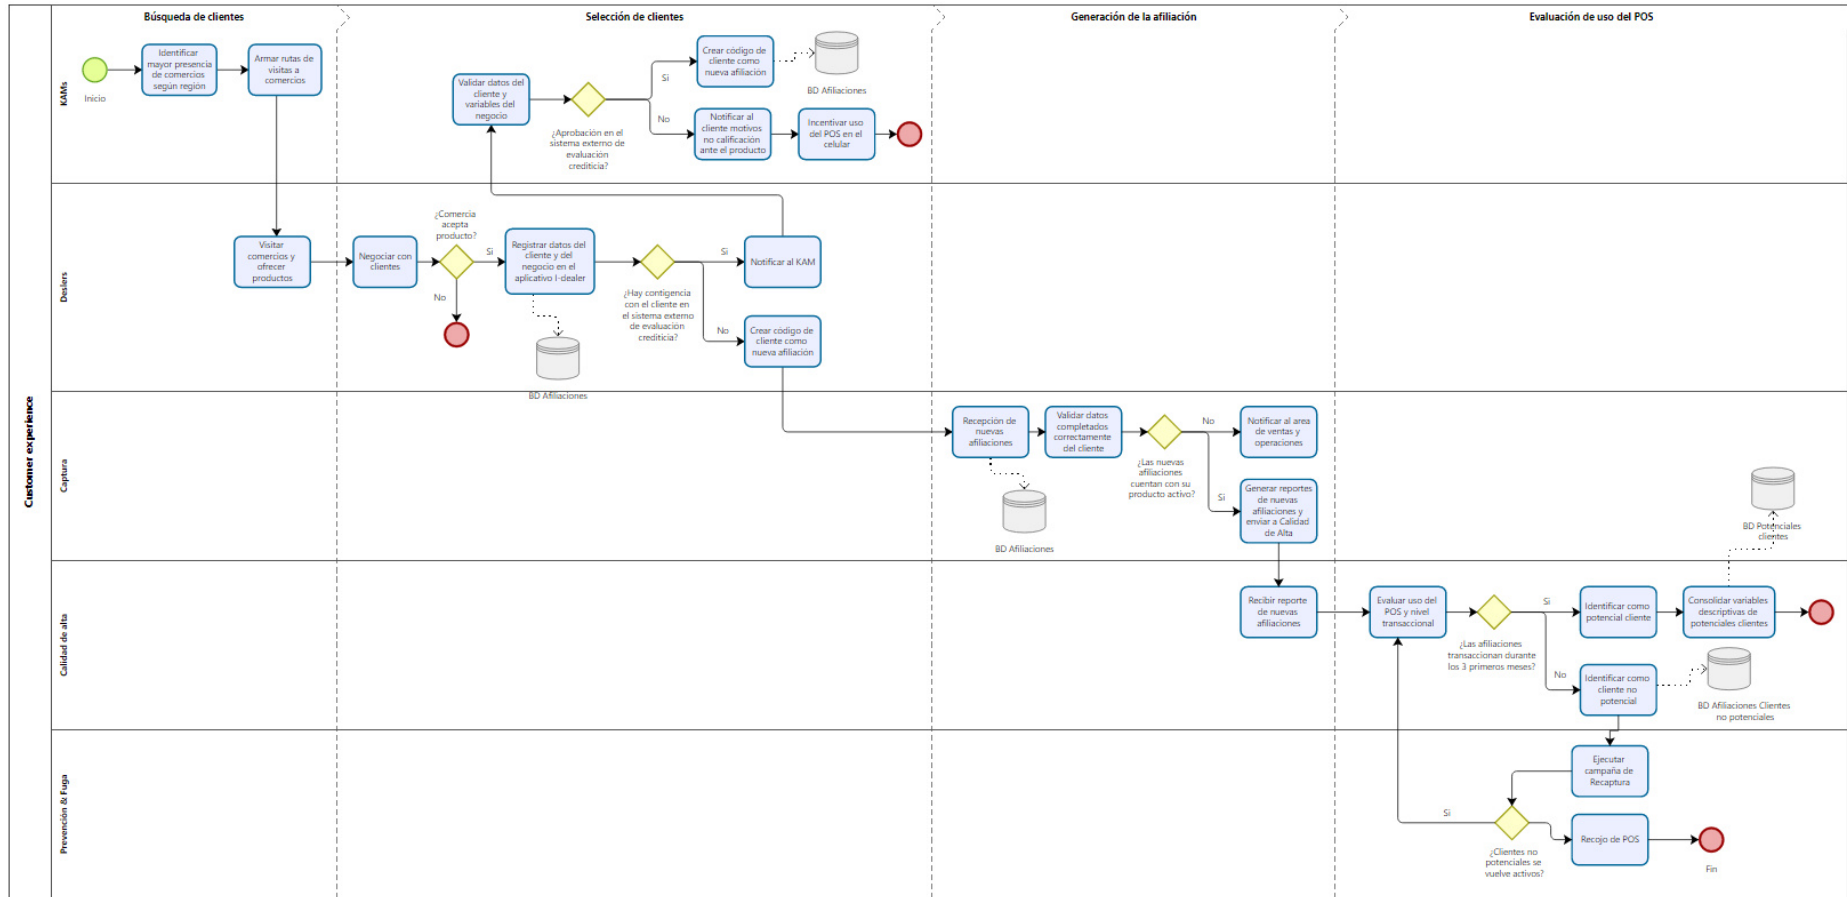 Búsqueda de clientes
Selección de clientes
Generación de la afiliación
Evaluación de uso del POS
Customer experience
KAMs
Inicio
Identificar
mayor presencia
de comercios
según región
Armar rutas de
visitas a
comercios
Validar datos del
cliente y
variables del
negocio
¿Aprobación en el
sistema externo de
evaluación
crediticia?
Si
No
Crear código de
cliente como
nueva afiliación
BD Afiliaciones
Notificar al
cliente motivos
no calificación
ante el producto
Incentivar uso
del POS en el
celular
Deslers
Visitar
comercios y
ofrecer
productos
Negociar con
clientes
¿Comercia
acepta
producto?
Si
No
Registrar datos del
cliente y del
negocio en el
aplicativo I-dealer
BD Afiliaciones
¿Hay contigencia
con el cliente en
el sistema externo
de evaluación
crediticia?
Si
No
Notificar al KAM
Crear código de
cliente como
nueva afiliación
Captura
Recepción de
nuevas
afiliaciones
BD Afiliaciones
Validar datos
completados
correctamente
del cliente
¿Las nuevas
afiliaciones
cuentan con su
producto activo?
No
Si
Notificar al area
de ventas y
operaciones
Generar reportes
de nuevas
afiliaciones y
enviar a Calidad
de Alta
BD Potenciales
clientes
Calidad de alta
Recibir reporte
de nuevas
afiliaciones
Evaluar uso del
POS y nivel
transaccional
¿Las afiliaciones
transaccionan durante
los 3 primeros meses?
Si
No
Identificar como
potencial cliente
Consolidar variables
descriptivas de
potenciales clientes
Identificar como
cliente no
potencial
BD Afiliaciones Clientes
no potenciales
Prevención & Fuga
Ejecutar
campaña de
Recaptura
Si
¿Clientes no
potenciales se
vuelve activos?
Recojo de POS
Fin